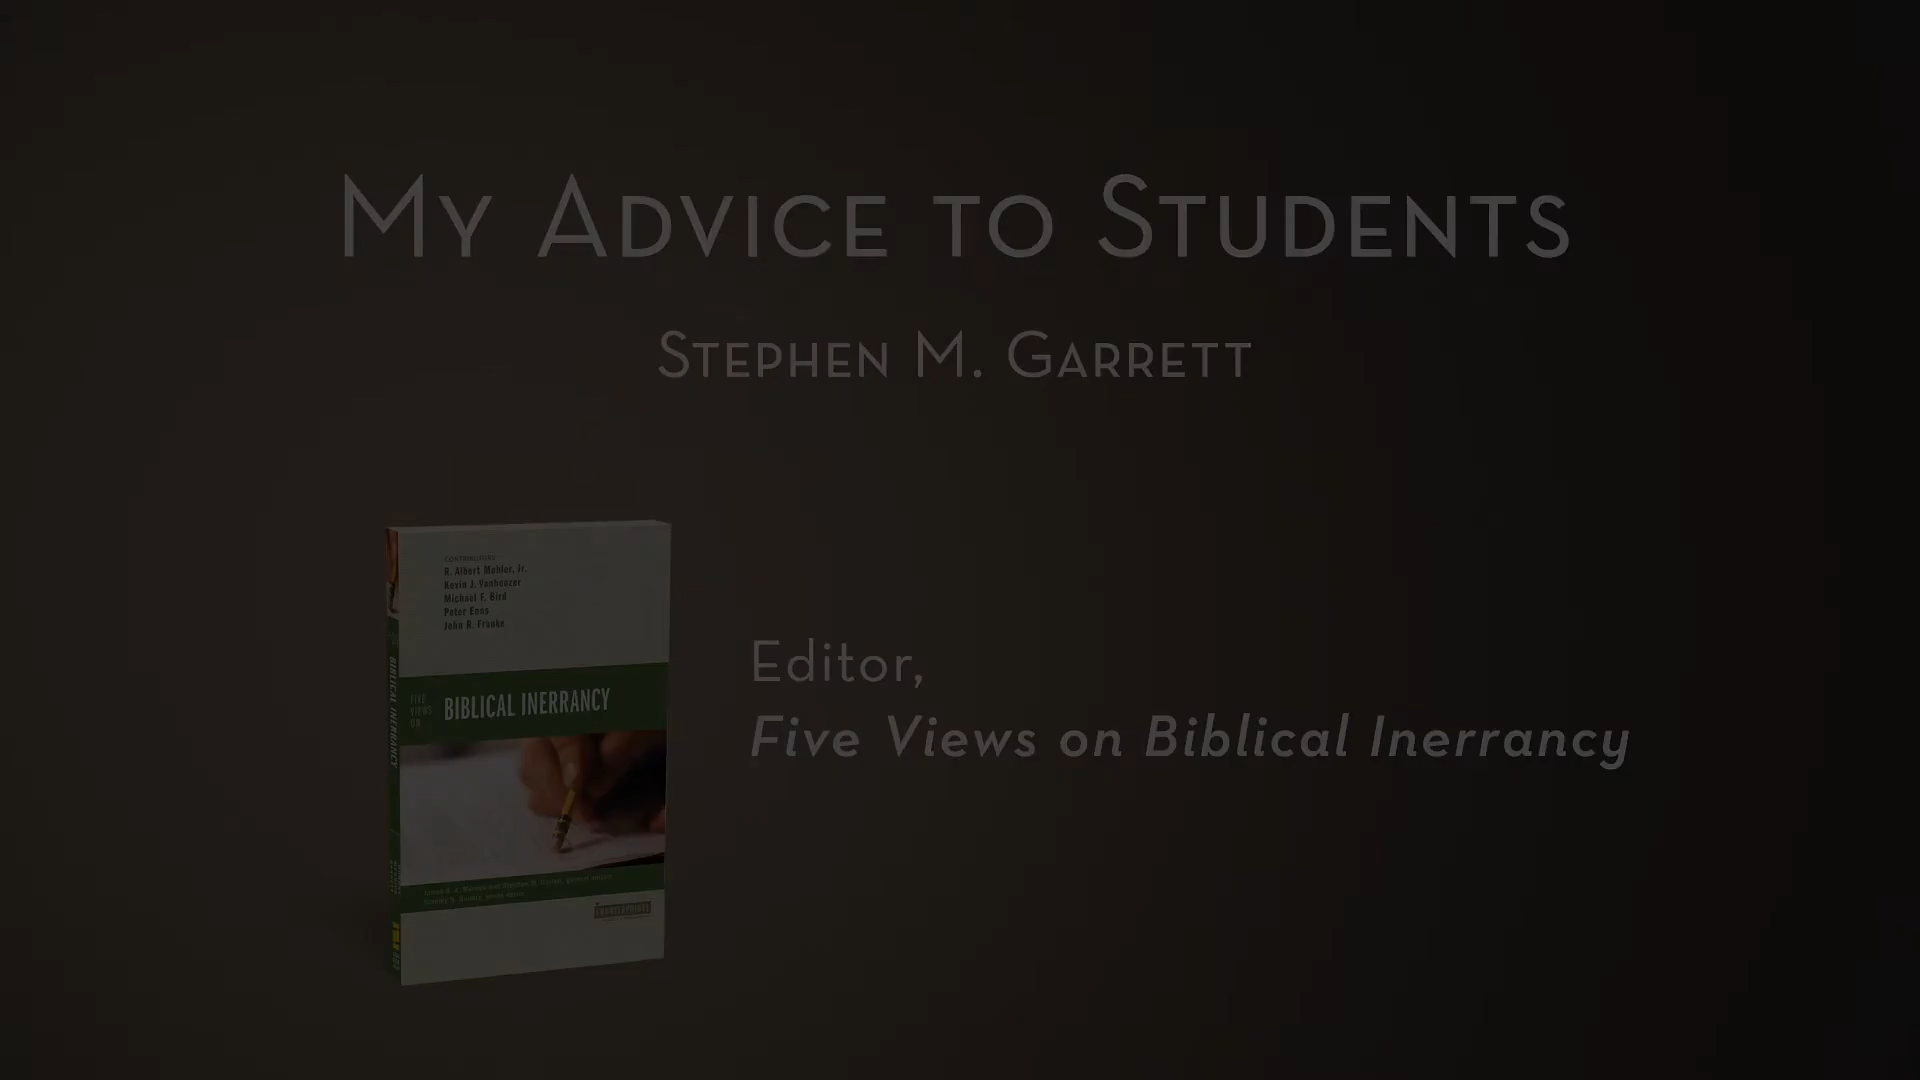 My Advice to Students
Stephen M. Garrett
CONTRIBUTORS
R. Albert Mohler, Jr.
Kevin J. Vanhoozer
Michael F. Bird
Peter Enns
John R. Franke
FIVE
VIEWS
ON
BIBLICAL INERRANCY
BIBLICAL INERRANCY
COUNTERPOINTS
Editor,
Five Views on Biblical Inerrancy